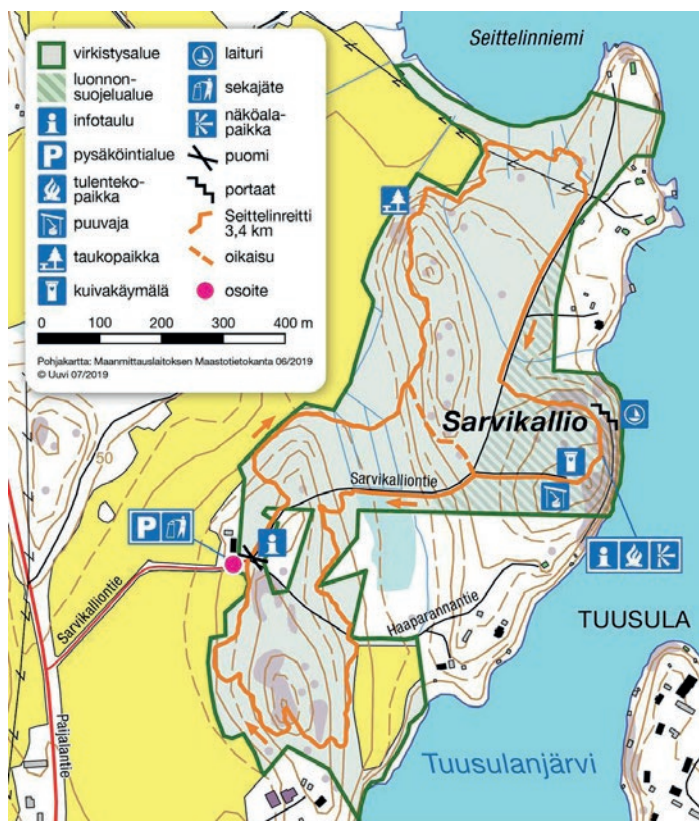 virkistysalue
luonnon-
suojelualue
infotaulu
P
pysäköintialue
tulenteko-
paikka
puuvaja
taukopaikka
kuivakäymälä
laituri
sekajäte
näköala-
paikka
puomi
portaat
Seittelinreitti
3,4 km
oikaisu
osoite
0 100 200 300 400 m
Pohjakartta: Maanmittauslaitoksen Maastotietokanta 06/2019
© Uuvi 07/2019
Seittelinniemi
Sarvikallio
50
Sarvikalliontie
P
Haaparannantie
Sarvikalliontie
TUUSULA
Paijalantie
Tuusulanjärvi